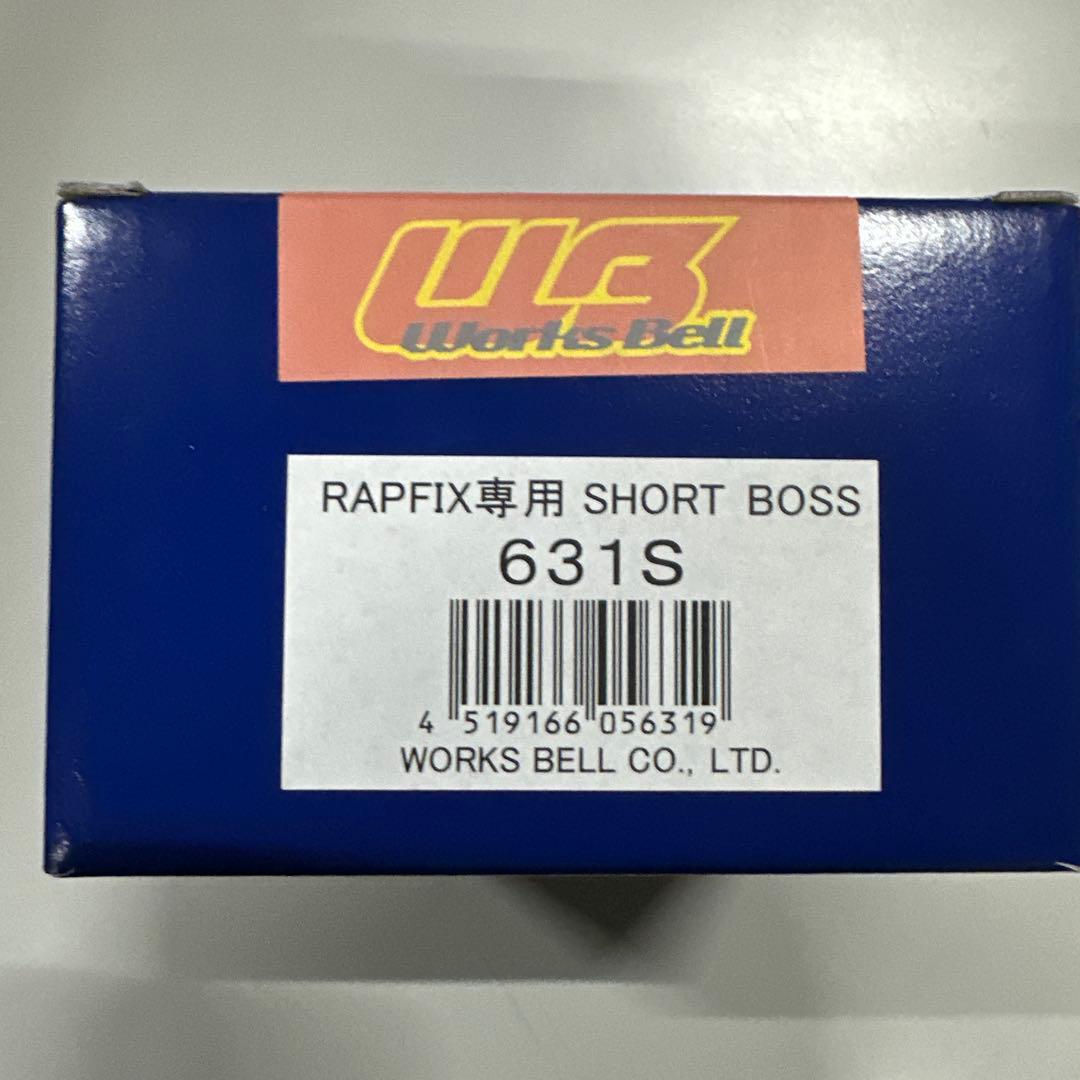 WB
Works Bell
RAPFIX専用 SHORT BOSS
631S
4 519166 056319
WORKS BELL CO., LTD.